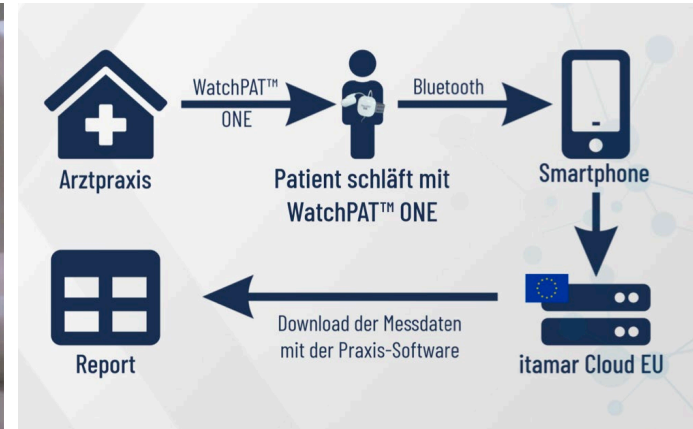 WatchPAT™
ONE
Bluetooth
Arztpraxis
Patient schläft mit
WatchPAT™ ONE
Smartphone
Download der Messdaten
mit der Praxis-Software
Report
itamar Cloud EU